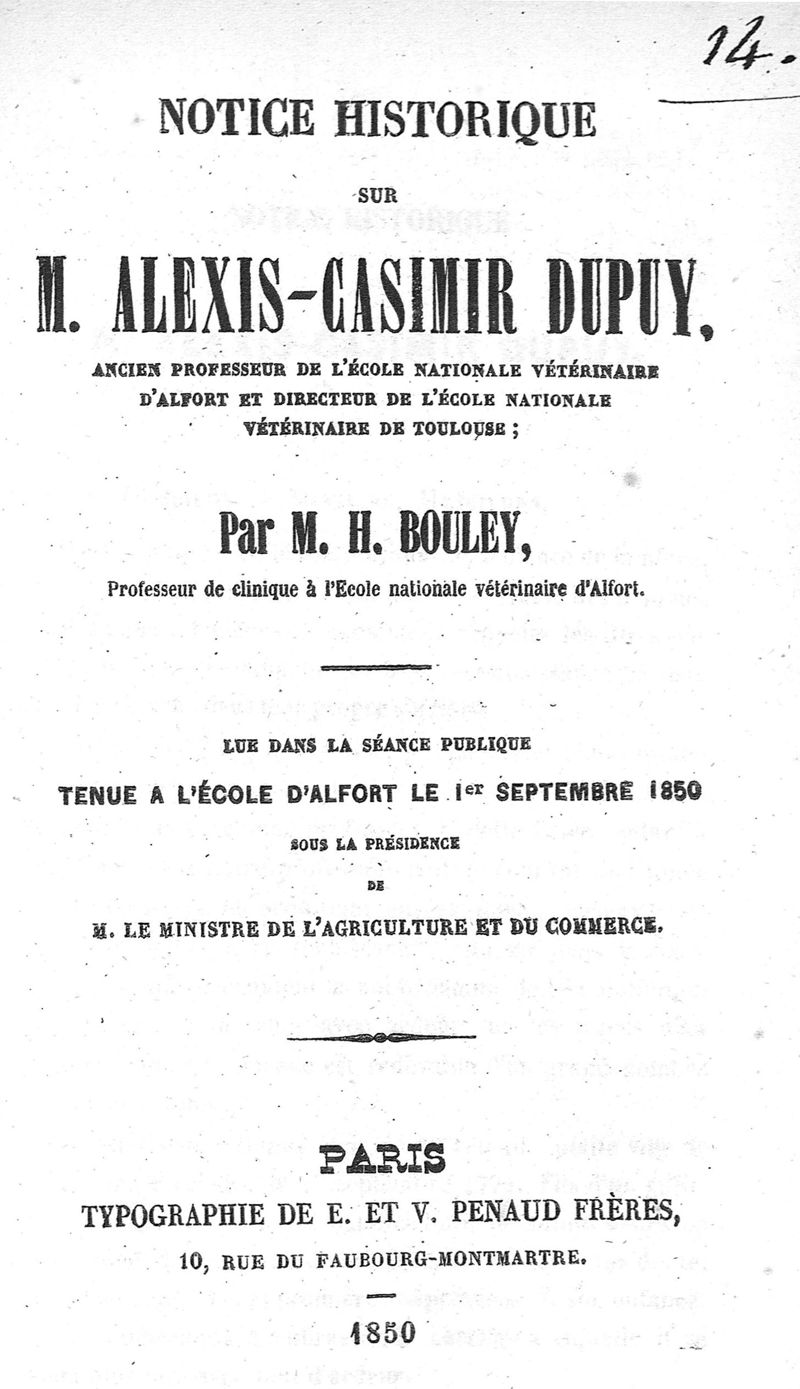 14.
NOTICE HISTORIQUE
SUR
M. ALEXIS-CASIMIR DUPUY,
ANCIEN PROFESSEUR DE L'ÉCOLE NATIONALE VÉTÉRINAIRE
D'ALFORT ET DIRECTEUR DE L'ÉCOLE NATIONALE
VÉTÉRINAIRE DE TOULOUSE ;
Par M. H. BOULEY,
Professeur de clinique à l'Ecole nationale vétérinaire d'Alfort.
LUE DANS LA SÉANCE PUBLIQUE
TENUE A L'ÉCOLE D'ALFORT LE 1er SEPTEMBRE 1850
SOUS LA PRÉSIDENCE
DE
M. LE MINISTRE DE L'AGRICULTURE ET DU COMMERCE.
PARIS
TYPOGRAPHIE DE E. ET V. PENAUD FRÈRES,
10, RUE DU FAUBOURG-MONTMARTRE.
1850